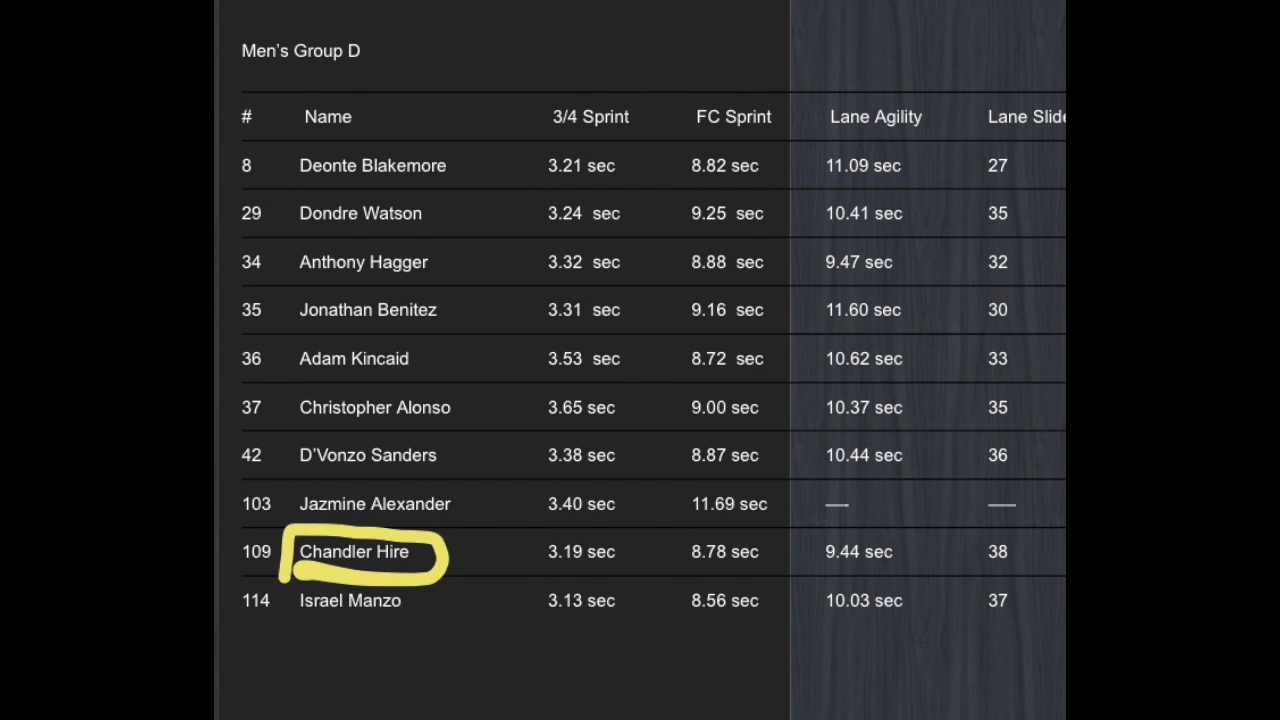 Men's Group D
# Name 3/4 Sprint FC Sprint Lane Agility Lane Slide
8 Deonte Blakemore 3.21 sec 8.82 sec 11.09 sec 27
29 Dondre Watson 3.24 sec 9.25 sec 10.41 sec 35
34 Anthony Hagger 3.32 sec 8.88 sec 9.47 sec 32
35 Jonathan Benitez 3.31 sec 9.16 sec 11.60 sec 30
36 Adam Kincaid 3.53 sec 8.72 sec 10.62 sec 33
37 Christopher Alonso 3.65 sec 9.00 sec 10.37 sec 35
42 D'Vonzo Sanders 3.38 sec 8.87 sec 10.44 sec 36
103 Jazmine Alexander 3.40 sec 11.69 sec — —
109 Chandler Hire 3.19 sec 8.78 sec 9.44 sec 38
114 Israel Manzo 3.13 sec 8.56 sec 10.03 sec 37